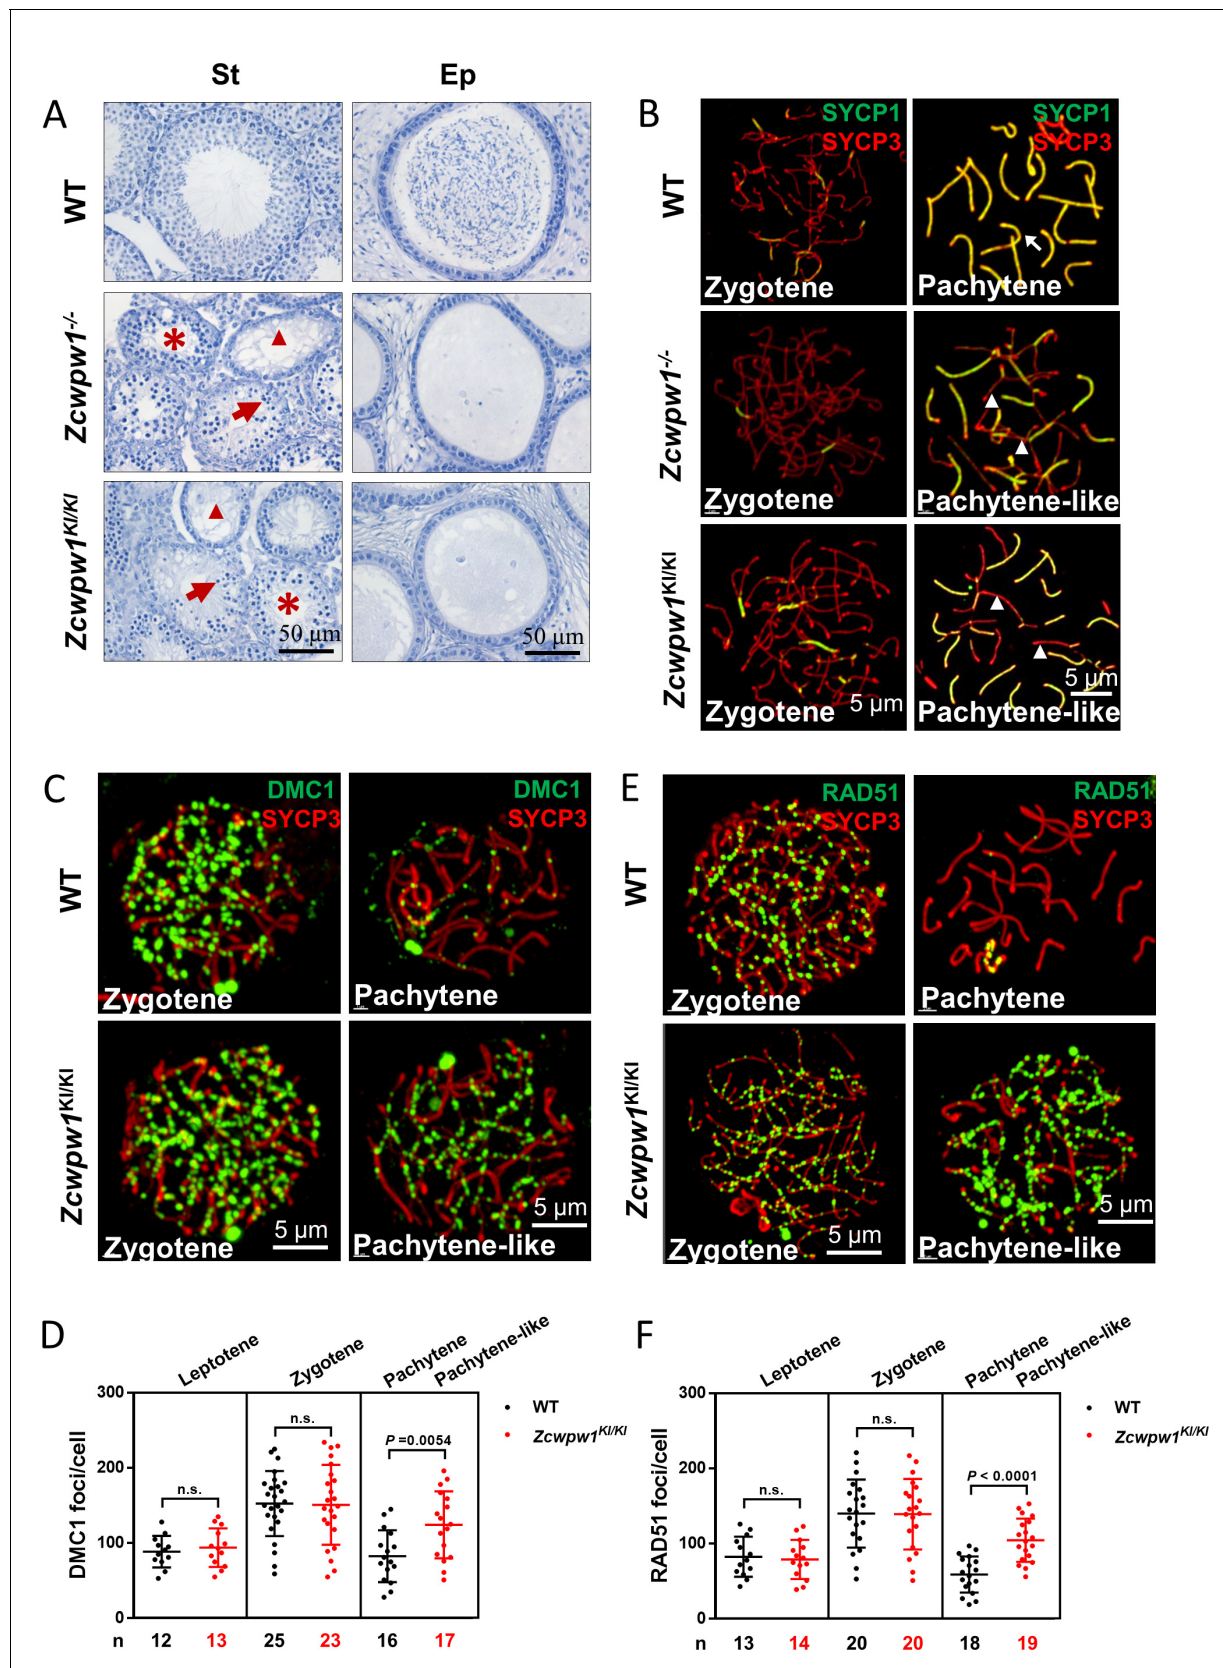 A
St
Ep
WT
Zcwpw1-/-
Zcwpw1KI/KI
50 µm
50 µm
B
WT
SYCP1
SYCP3
Zygotene
SYCP1
SYCP3
Pachytene
Zcwpw1-/-
Zygotene
Pachytene-like
Zcwpw1KI/KI
5 µm
Zygotene
5 µm
Pachytene-like
C
WT
DMC1
SYCP3
Zygotene
DMC1
SYCP3
Pachytene
Zcwpw1KI/KI
5 µm
Zygotene
5 µm
Pachytene-like
E
WT
RAD51
SYCP3
Zygotene
RAD51
SYCP3
Pachytene
Zcwpw1KI/KI
5 µm
Zygotene
5 µm
Pachytene-like
D
Leptotene
Zygotene
Pachytene
Pachytene-like
DMC1 foci/cell
300
200
100
0
n.s.
n.s.
P =0.0054
WT
Zcwpw1KI/KI
n 12 13 25 23 16 17
F
Leptotene
Zygotene
Pachytene
Pachytene-like
RAD51 foci/cell
300
200
100
0
n.s.
n.s.
P < 0.0001
WT
Zcwpw1KI/KI
n 13 14 20 20 18 19